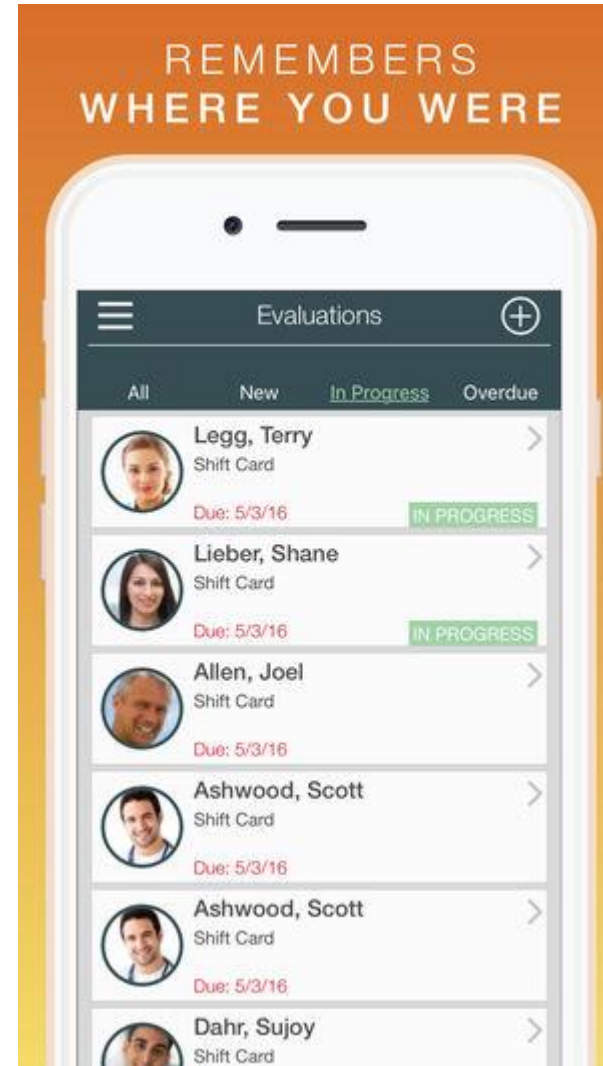 REMEMBERS
WHERE YOU WERE
Evaluations
All New In Progress Overdue
Legg, Terry
Shift Card
Due: 5/3/16 IN PROGRESS
Lieber, Shane
Shift Card
Due: 5/3/16 IN PROGRESS
Allen, Joel
Shift Card
Due: 5/3/16
Ashwood, Scott
Shift Card
Due: 5/3/16
Ashwood, Scott
Shift Card
Due: 5/3/16
Dahr, Sujoy
Shift Card